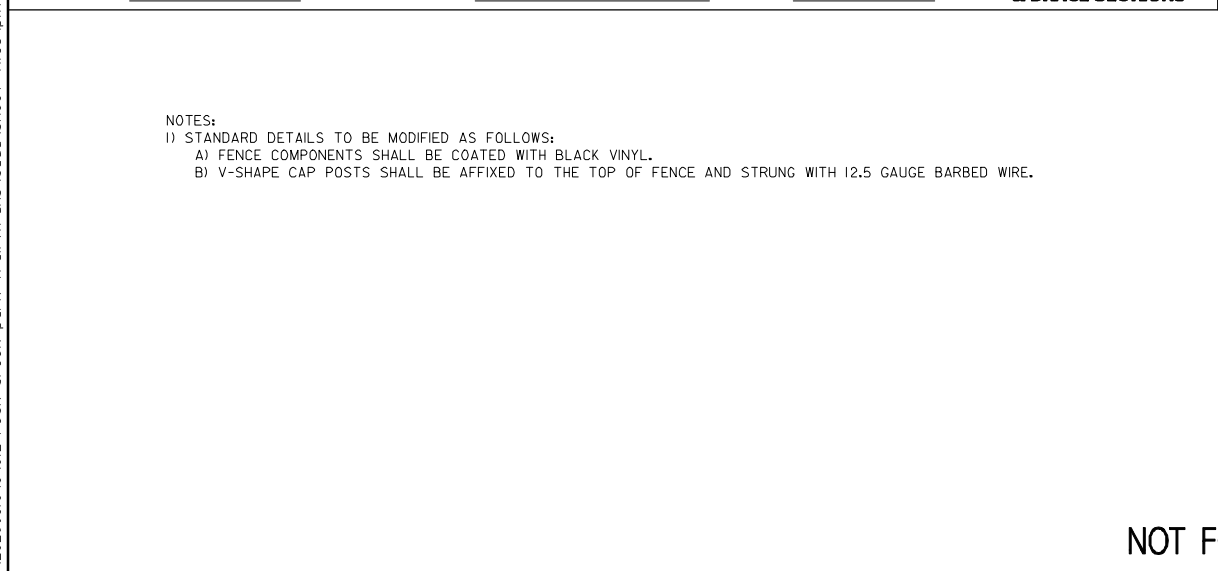 NOTES:
1) STANDARD DETAILS TO BE MODIFIED AS FOLLOWS:
A) FENCE COMPONENTS SHALL BE COATED WITH BLACK VINYL.
B) V-SHAPE CAP POSTS SHALL BE AFFIXED TO THE TOP OF FENCE AND STRUNG WITH 12.5 GAUGE BARBED WIRE.
NOT F